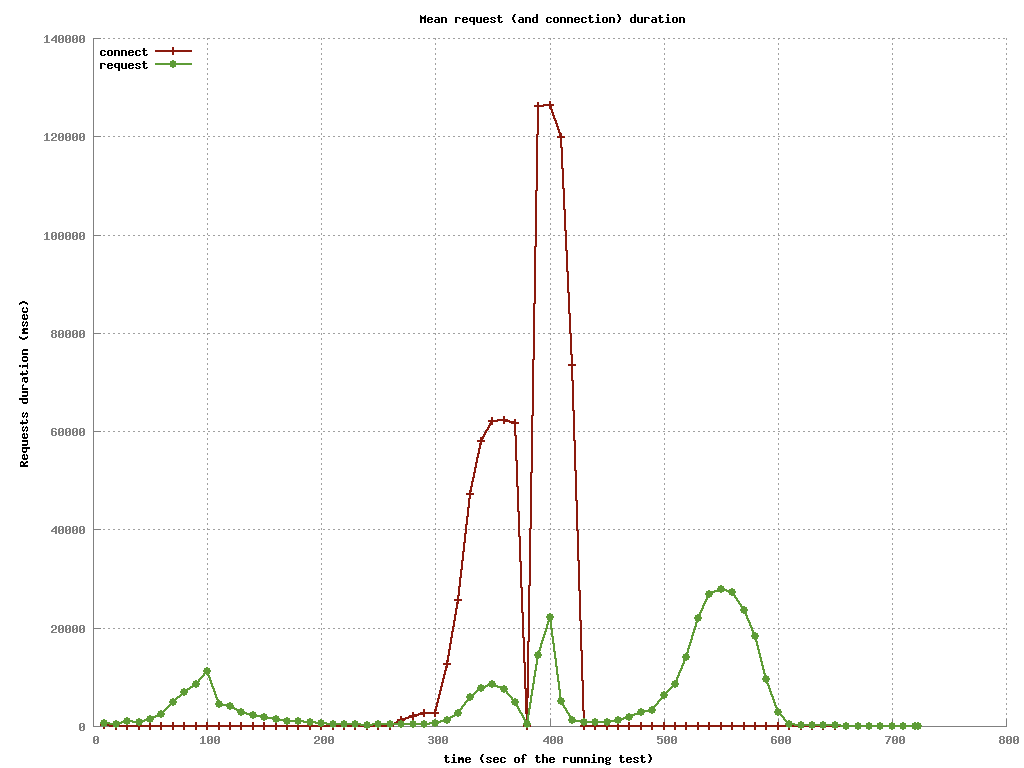 Mean request (and connection) duration
140000
connect
request
120000
100000
80000
60000
40000
20000
0
Requests duration (msec)
0 100 200 300 400 500 600 700 800
time (sec of the running test)